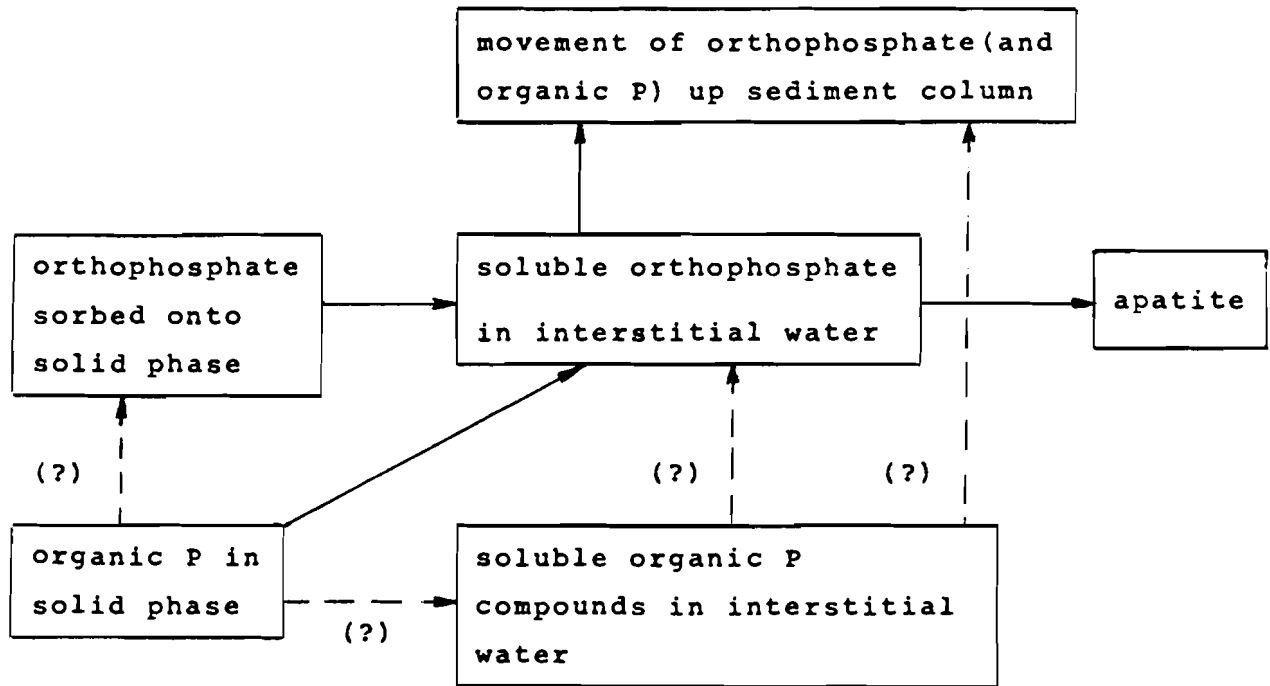 movement of orthophosphate(and
organic P) up sediment column
orthophosphate
sorbed onto
solid phase
soluble orthophosphate
in interstitial water
apatite
(?)
(?)
(?)
organic P in
solid phase
(?)
soluble organic P
compounds in interstitial
water